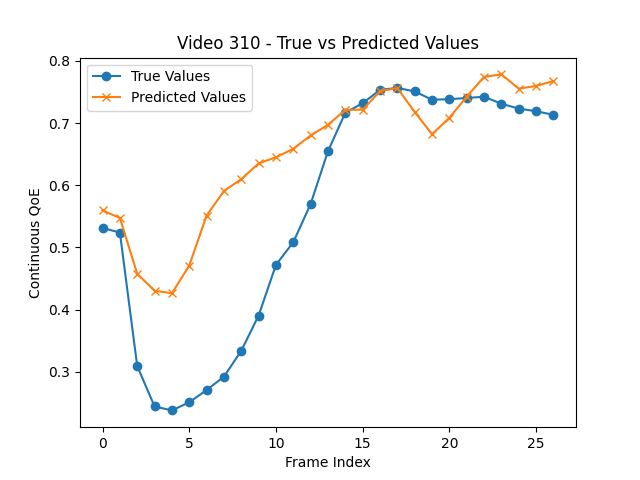 Video 310 - True vs Predicted Values
True Values
Predicted Values
Continuous QoE
0.8
0.7
0.6
0.5
0.4
0.3
0 5 10 15 20 25
Frame Index